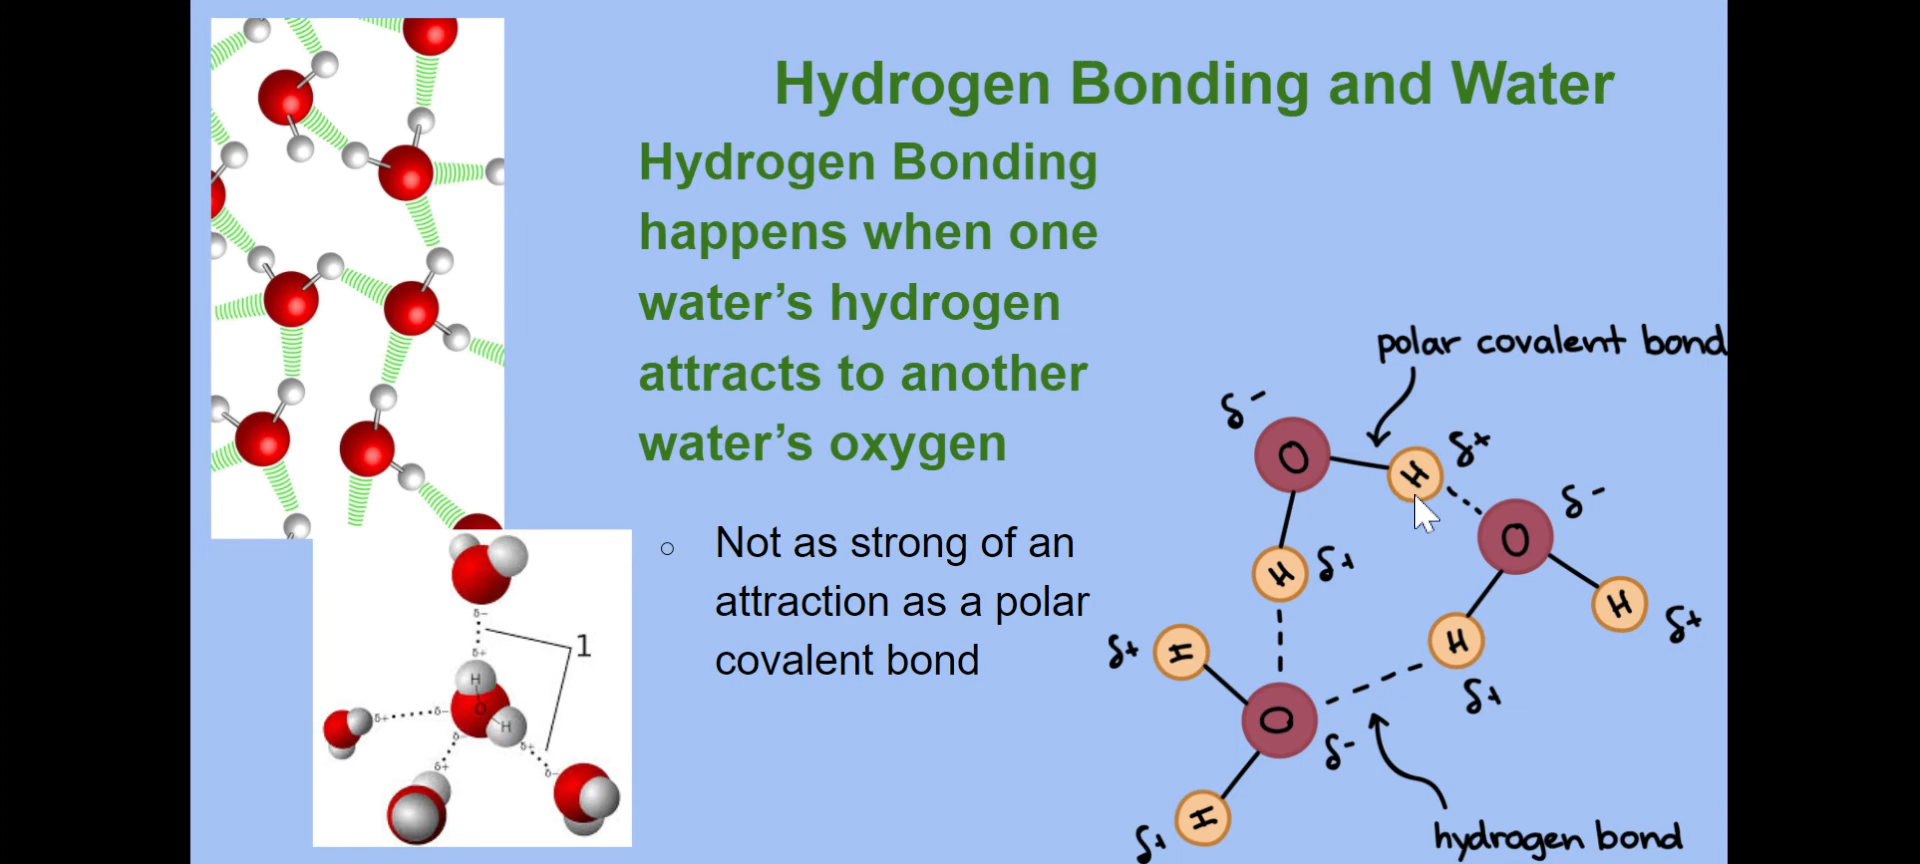 Hydrogen Bonding and Water
Hydrogen Bonding
happens when one
water’s hydrogen
attracts to another
water’s oxygen
Not as strong of an
attraction as a polar
covalent bond
polar covalent bond
δ-
O
H
δ+
O
δ-
H
δ+
H
δ+
H
δ+
H
δ+
O
δ-
H
δ+
hydrogen bond
δ-
δ+
1
H
O
H
δ+
δ-
δ-
δ+
δ+
δ-